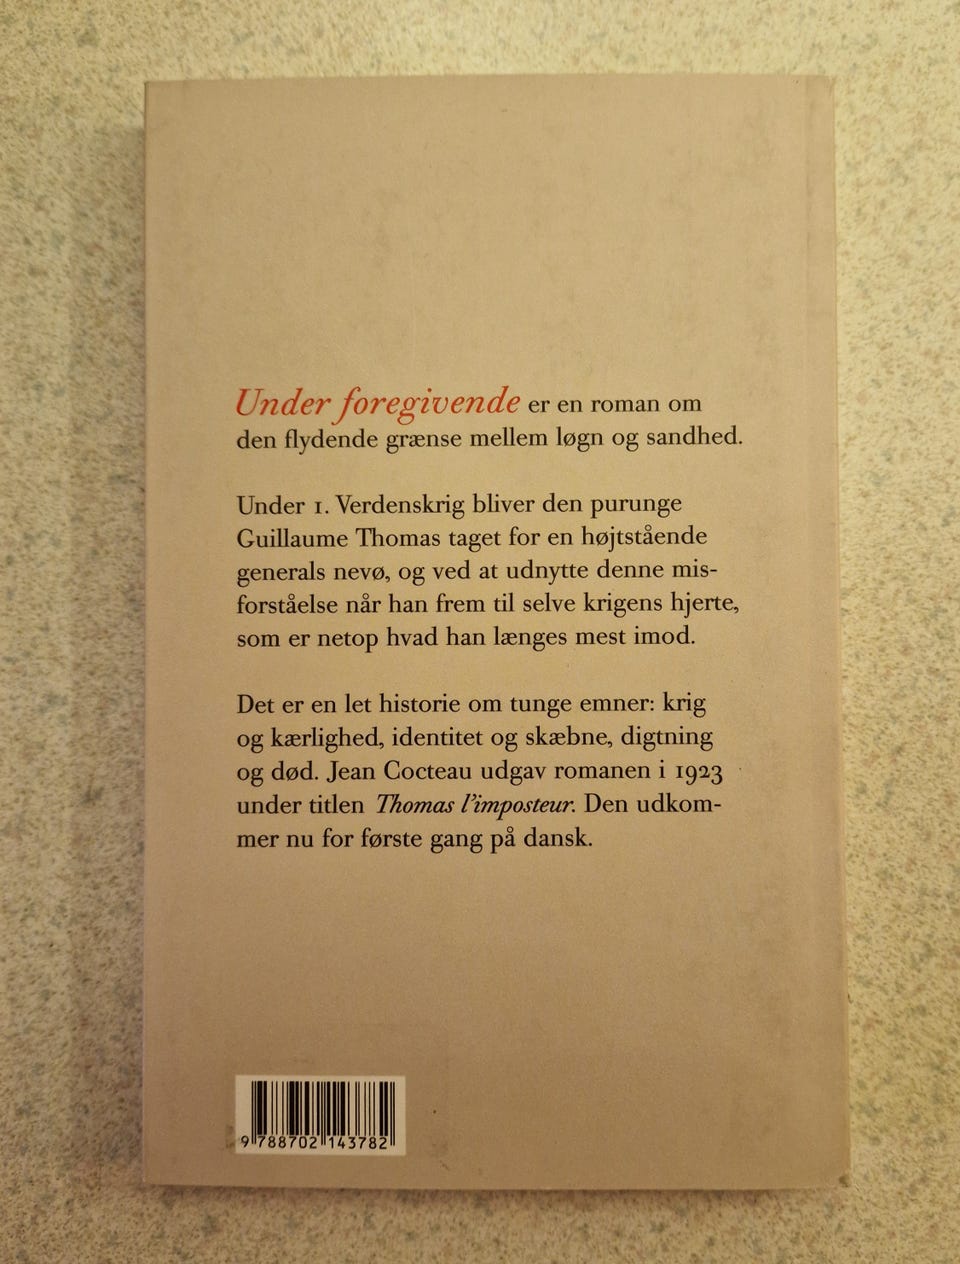 Under foregivende er en roman om
den flydende grænse mellem løgn og sandhed.
Under 1. Verdenskrig bliver den purunge
Guillaume Thomas taget for en højtstående
generals nevø, og ved at udnytte denne mis-
forståelse når han frem til selve krigens hjerte,
som er netop hvad han længes mest imod.
Det er en let historie om tunge emner: krig
og kærlighed, identitet og skæbne, digtning
og død. Jean Cocteau udgav romanen i 1923
under titlen Thomas l'imposteur. Den udkom-
mer nu for første gang på dansk.
9 788702 143782